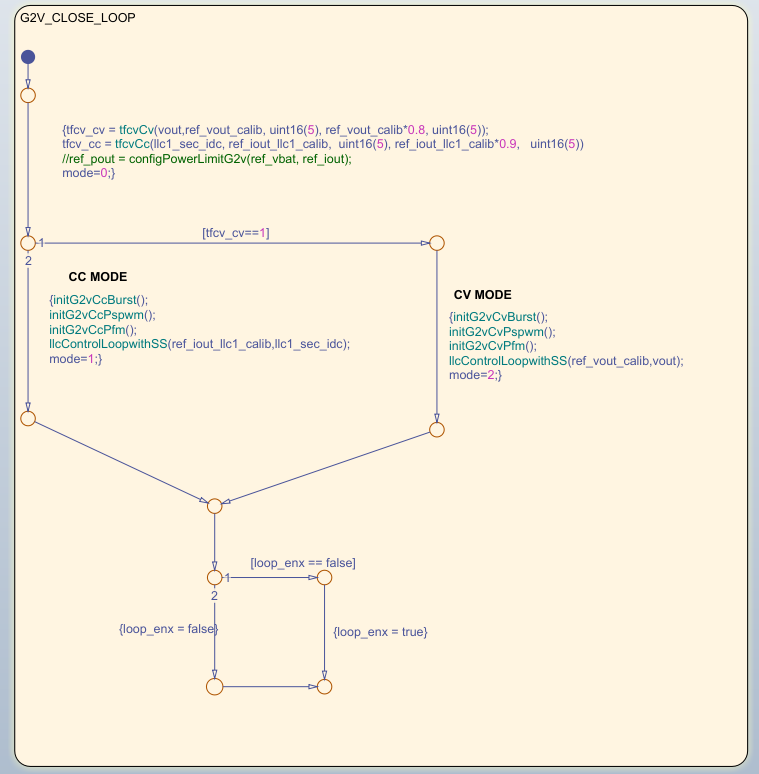 G2V_CLOSE_LOOP
{tfcv_cv = tfcvCv(vout,ref_vout_calib, uint16(5), ref_vout_calib*0.8, uint16(5));
tfcv_cc = tfcvCc(llc1_sec_idc, ref_iout_llc1_calib,  uint16(5), ref_iout_llc1_calib*0.9,   uint16(5))
//ref_pout = configPowerLimitG2v(ref_vbat, ref_iout);
mode=0;}
1
[tfcv_cv==1]
2
CC MODE
{initG2vCcBurst();
initG2vCcPspwm();
initG2vCcPfm();
llcControlLoopwithSS(ref_iout_llc1_calib,llc1_sec_idc);
mode=1;}
CV MODE
{initG2vCvBurst();
initG2vCvPspwm();
initG2vCvPfm();
llcControlLoopwithSS(ref_vout_calib,vout);
mode=2;}
[loop_enx == false]
1
2
{loop_enx = false}
{loop_enx = true}